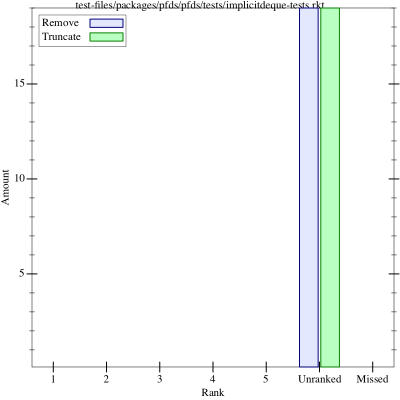 test-files/packages/pfds/pfds/tests/implicitdeque-tests.rkt
Remove
Truncate
15
10
5
Amount
1 2 3 4 5 Unranked Missed
Rank